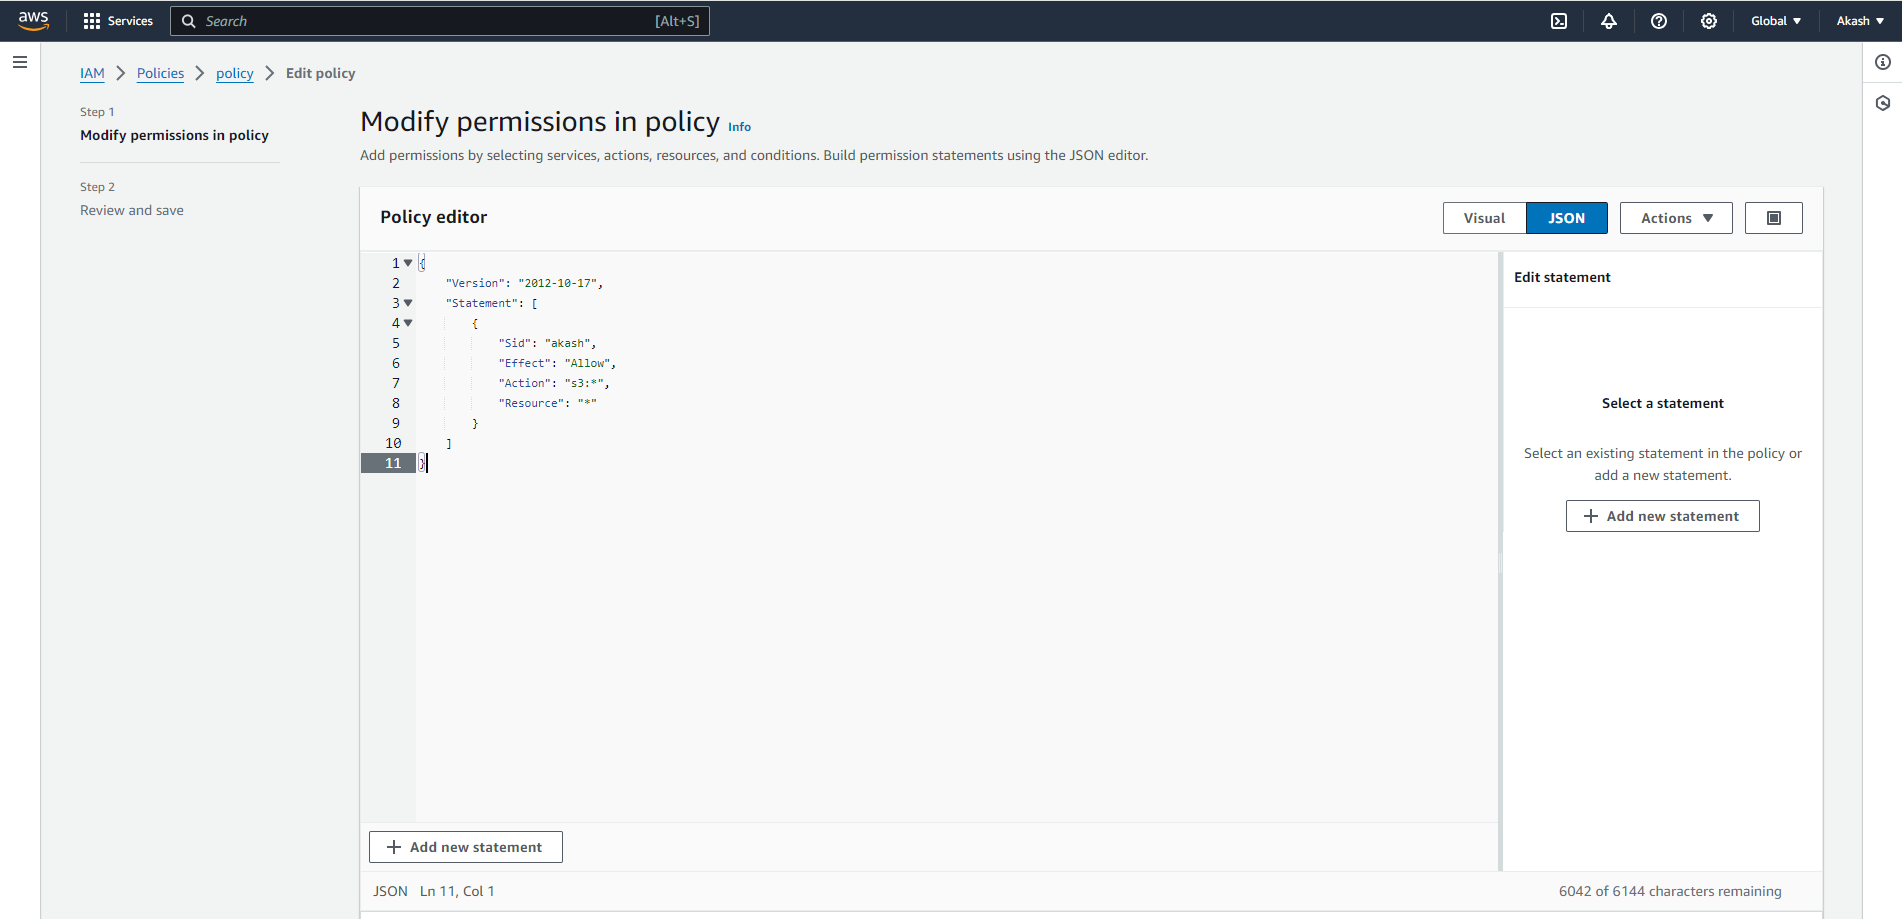 aws Services Search [Alt+S] Global Akash
IAM Policies policy Edit policy
Step 1
Modify permissions in policy
Step 2
Review and save
Modify permissions in policy Info
Add permissions by selecting services, actions, resources, and conditions. Build permission statements using the JSON editor.
Policy editor Visual JSON Actions
1 {
2 "Version": "2012-10-17",
3 "Statement": [
4 {
5 "Sid": "akash",
6 "Effect": "Allow",
7 "Action": "s3:*",
8 "Resource": "*"
9 }
10 ]
11 }
Edit statement
Select a statement
Select an existing statement in the policy or
add a new statement.
+ Add new statement
+ Add new statement
JSON Ln 11, Col 1 6042 of 6144 characters remaining